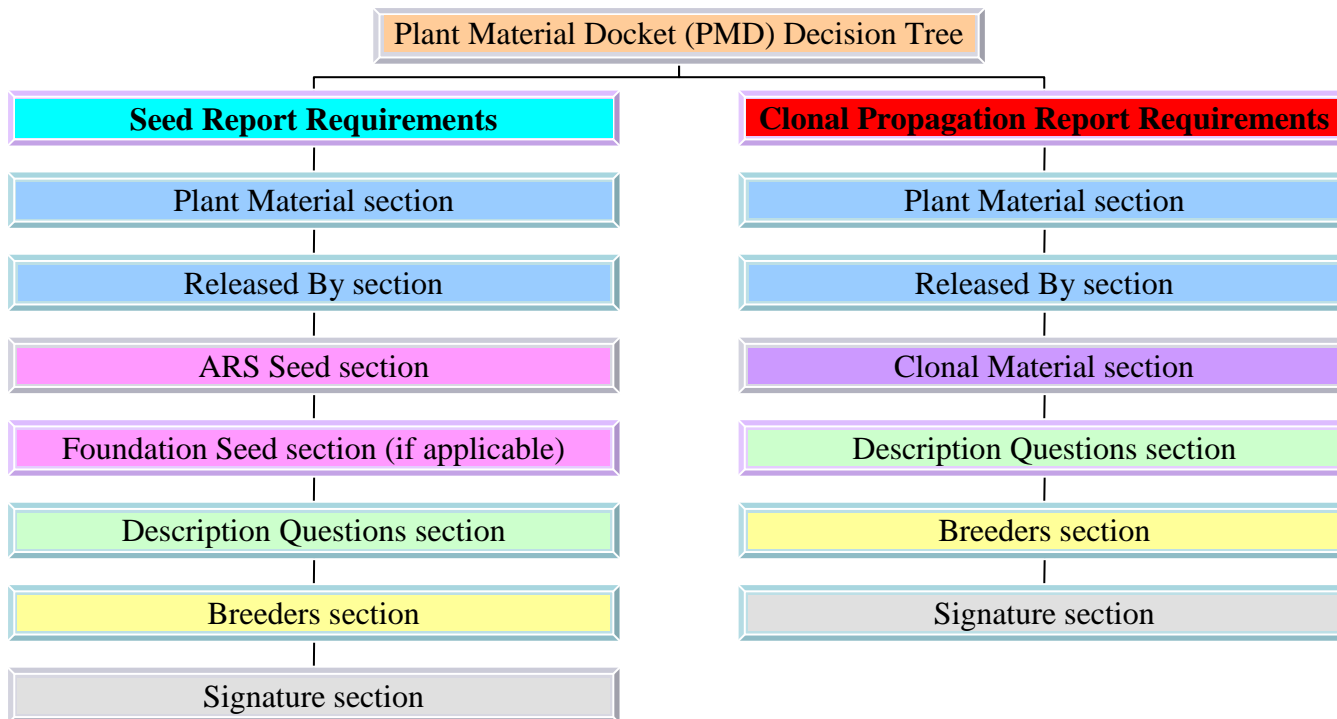 Plant Material Docket (PMD) Decision Tree
Seed Report Requirements
Plant Material section
Released By section
ARS Seed section
Foundation Seed section (if applicable)
Description Questions section
Breeders section
Signature section
Clonal Propagation Report Requirements
Plant Material section
Released By section
Clonal Material section
Description Questions section
Breeders section
Signature section